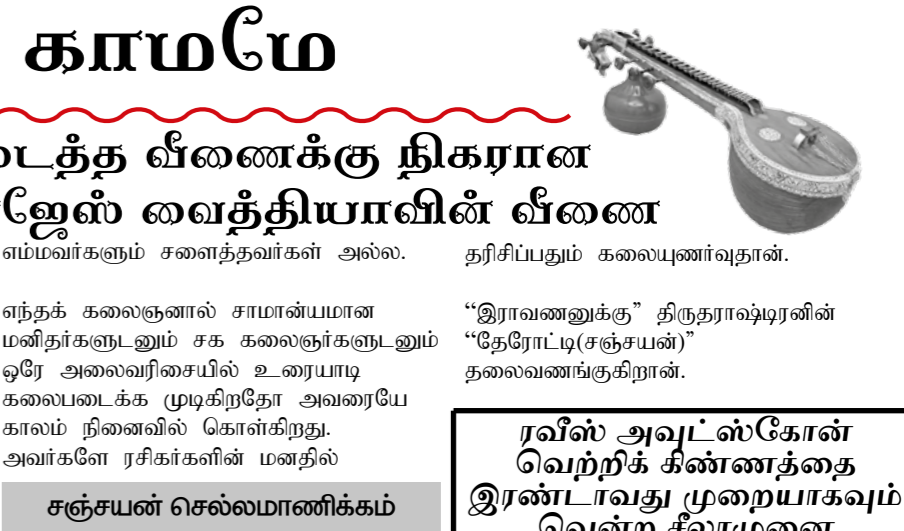 காமமே
டைத்த வீணைக்கு நிகரான
ஜேஸ் வைத்தியாவின் வீணை
எம்மவர்களும் சளைத்தவர்கள் அல்ல.
எந்தக் கலைஞனால் சாமான்யமான
மனிதர்களுடனும் சக கலைஞர்களுடனும்
ஒரே அலைவரிசையில் உரையாடி
கலைபடைக்க முடிகிறதோ அவரையே
காலம் நினைவில் கொள்கிறது.
அவர்களே ரசிகர்களின் மனதில்
சஞ்சயன் செல்லமாணிக்கம்
தரிசிப்பதும் கலையுணர்வுதான்.
“இராவணனுக்கு” திருதராஷ்டிரனின்
“தேரோட்டி(சஞ்சயன்)”
தலைவணங்குகிறான்.
ரவீஸ் அவுட்ஸ்கோன்
வெற்றிக் கிண்ணத்தை
இரண்டாவது முறையாகவும்
வென்ற சீலாமுனை